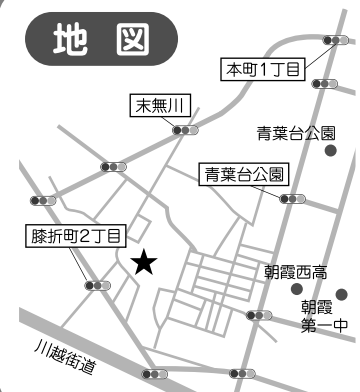 地 図
本町1丁目
末無川
青葉台公園
青葉台公園
膝折町2丁目
朝霞西高
朝霞
第一中
川越街道